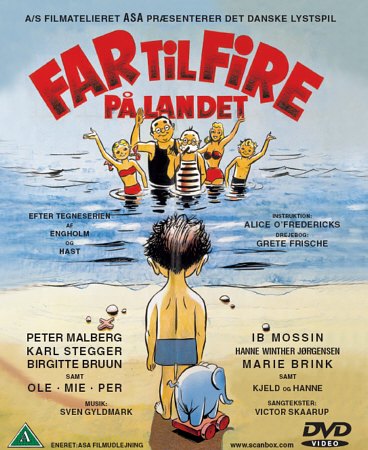 A/S FILMATELIERET ASA PRÆSENTERER DET DANSKE LYSTSPIL
FAR TIL FIRE
PÅ LANDET
EFTER TEGNESERIEN
AF
ENGHOLM
OG
HAST
INSTRUKTION:
ALICE O'FREDERICKS
DREJEBOG:
GRETE FRISCHE
PETER MALBERG
KARL STEGGER
BIRGITTE BRUUN
SAMT
OLE · MIE · PER
MUSIK:
SVEN GYLDMARK
IB MOSSIN
HANNE WINTHER JØRGENSEN
MARIE BRINK
SAMT
KJELD OG HANNE
SANGTEKSTER:
VICTOR SKAARUP
A
ENERET: ASA FILMUDLEJNING
www.scanbox.com
DVD
VIDEO